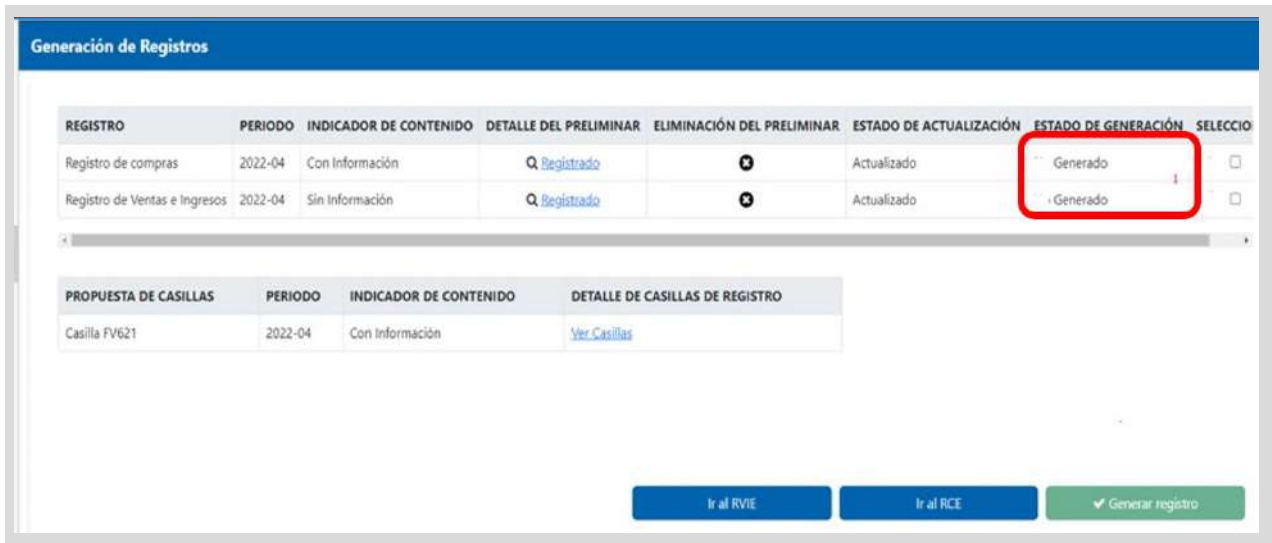 Generación de Registros
REGISTRO PERIODO INDICADOR DE CONTENIDO DETALLE DEL PRELIMINAR ELIMINACIÓN DEL PRELIMINAR ESTADO DE ACTUALIZACIÓN ESTADO DE GENERACIÓN SELECCIO
Registro de compras 2022-04 Con Información Registrado Actualizado Generado
1
Registro de Ventas e Ingresos 2022-04 Sin Información Registrado Actualizado Generado
PROPUESTA DE CASILLAS PERIODO INDICADOR DE CONTENIDO DETALLE DE CASILLAS DE REGISTRO
Casilla FV621 2022-04 Con Información Ver Casillas
Ir al RVIE Ir al RCE Generar registro